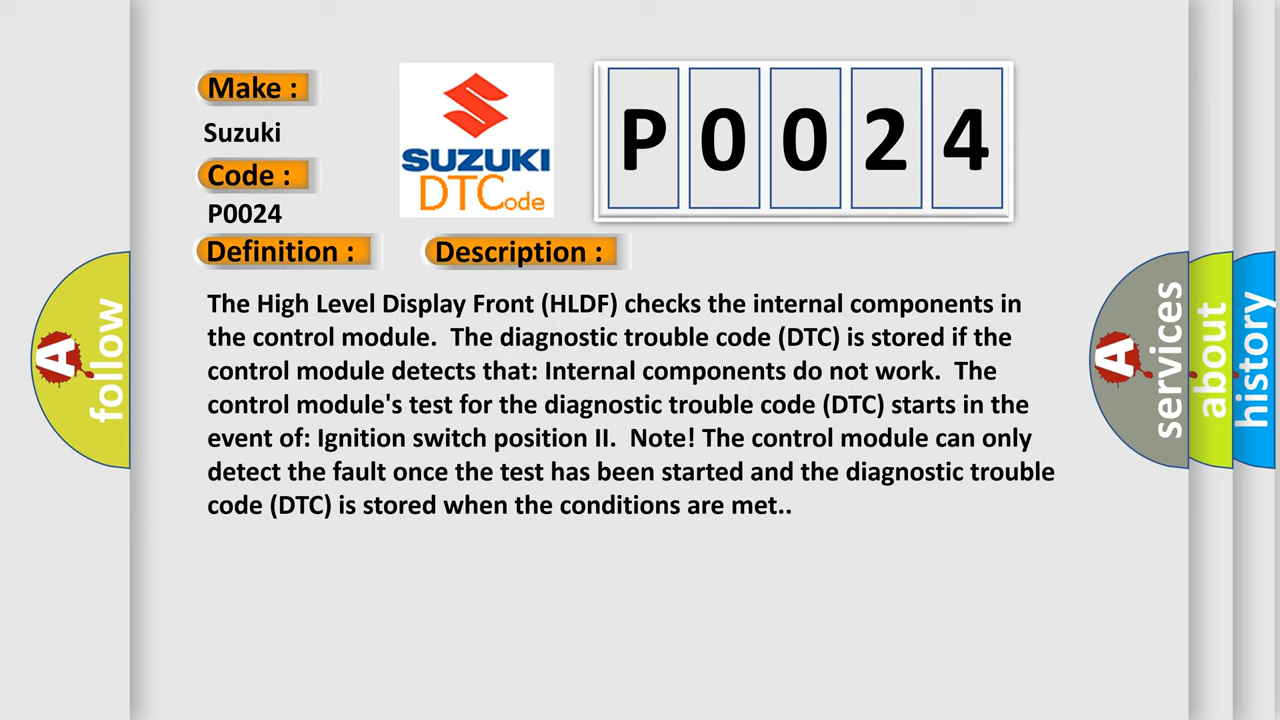 Make :
Suzuki
Code :
P0024
SUZUKI
DTCode
P0024
Definition :
Description :
The High Level Display Front (HLDF) checks the internal components in
the control module. The diagnostic trouble code (DTC) is stored if the
control module detects that: Internal components do not work. The
control module's test for the diagnostic trouble code (DTC) starts in the
event of: Ignition switch position II. Note! The control module can only
detect the fault once the test has been started and the diagnostic trouble
code (DTC) is stored when the conditions are met..
A
follow
A
services
about
history